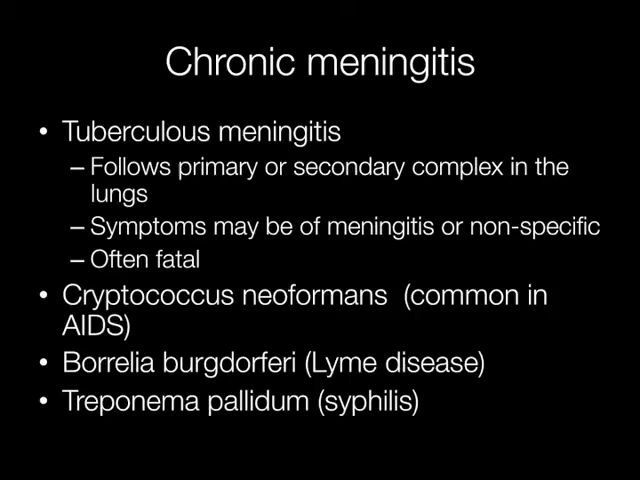 Chronic meningitis
• Tuberculous meningitis
– Follows primary or secondary complex in the
lungs
– Symptoms may be of meningitis or non-specific
– Often fatal
• Cryptococcus neoformans (common in
AIDS)
• Borrelia burgdorferi (Lyme disease)
• Treponema pallidum (syphilis)